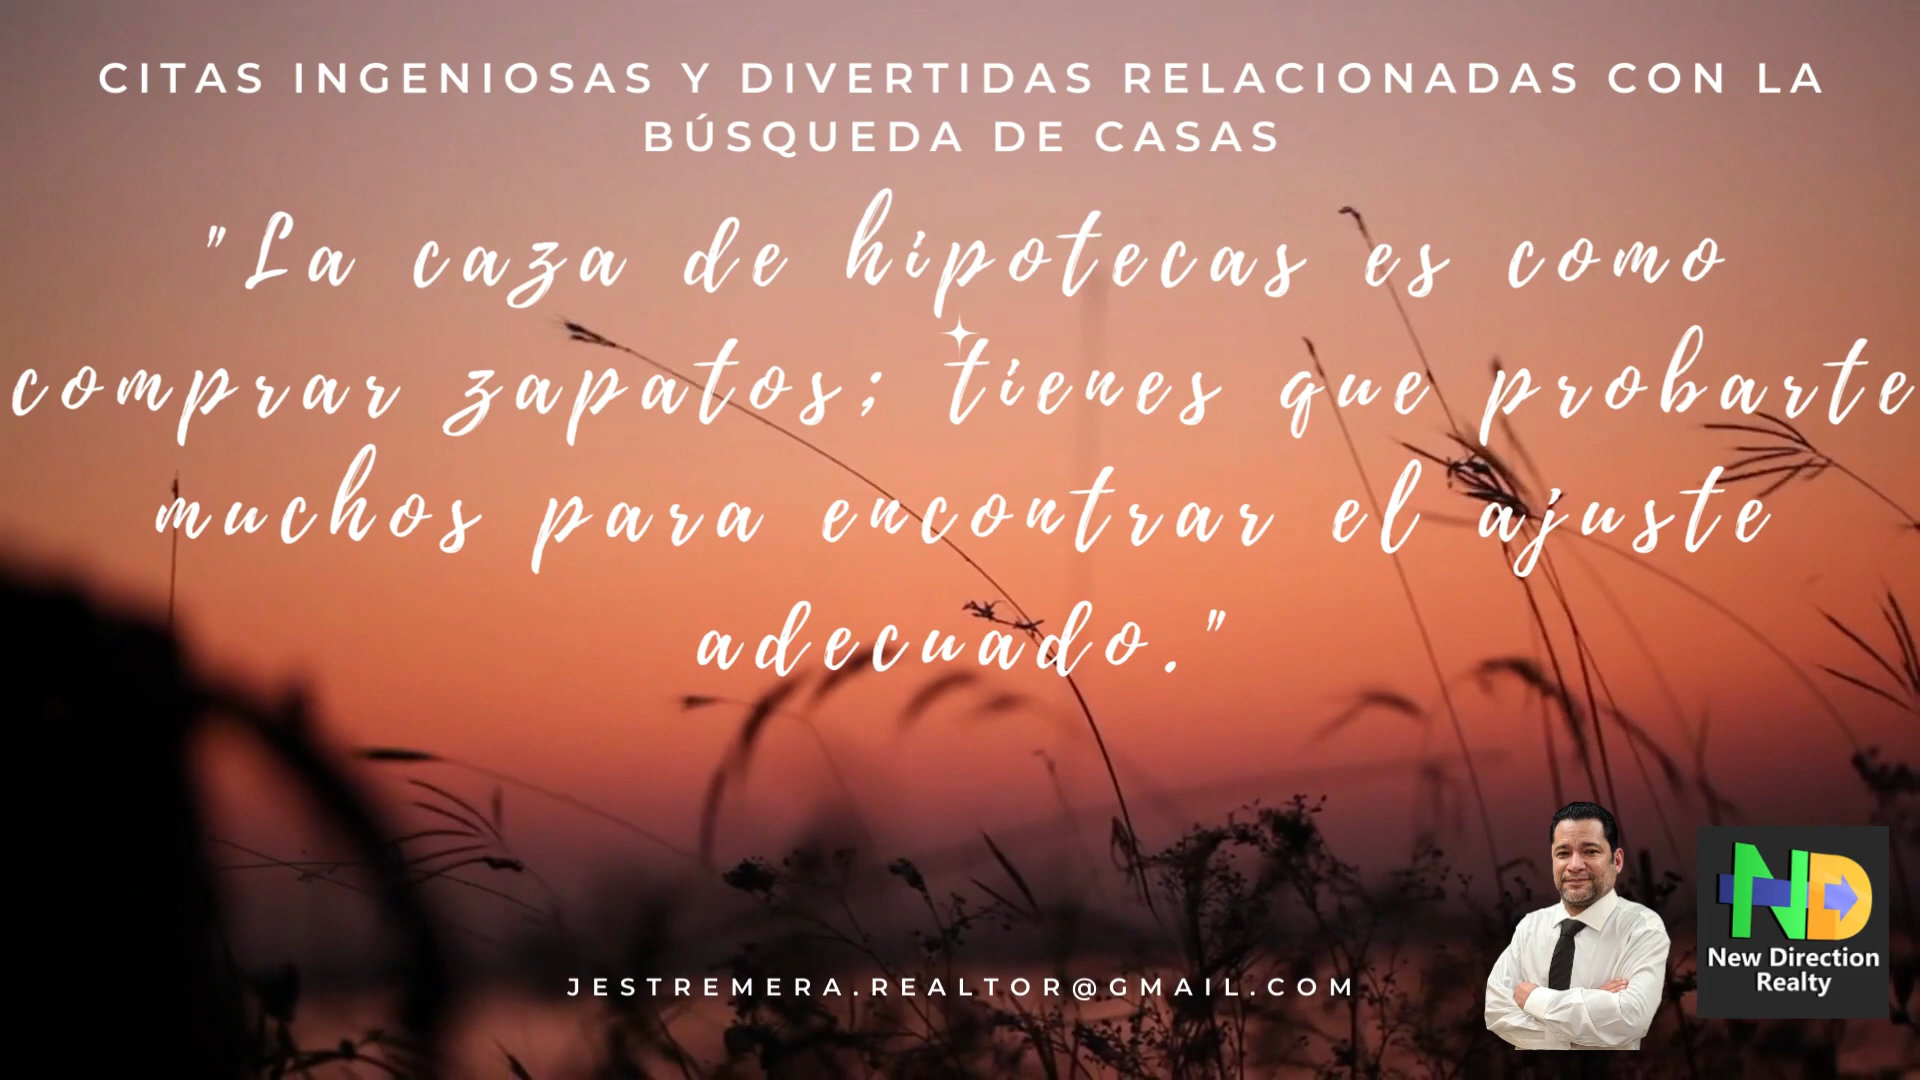 CITAS INGENIOSAS Y DIVERTIDAS RELACIONADAS CON LA
BÚSQUEDA DE CASAS
"La caza de hipotecas es como
comprar zapatos; tienes que probarte
muchos para encontrar el ajuste
adecuado."
JESTREMERA.REALTOR@GMAIL.COM
ND
New Direction
Realty